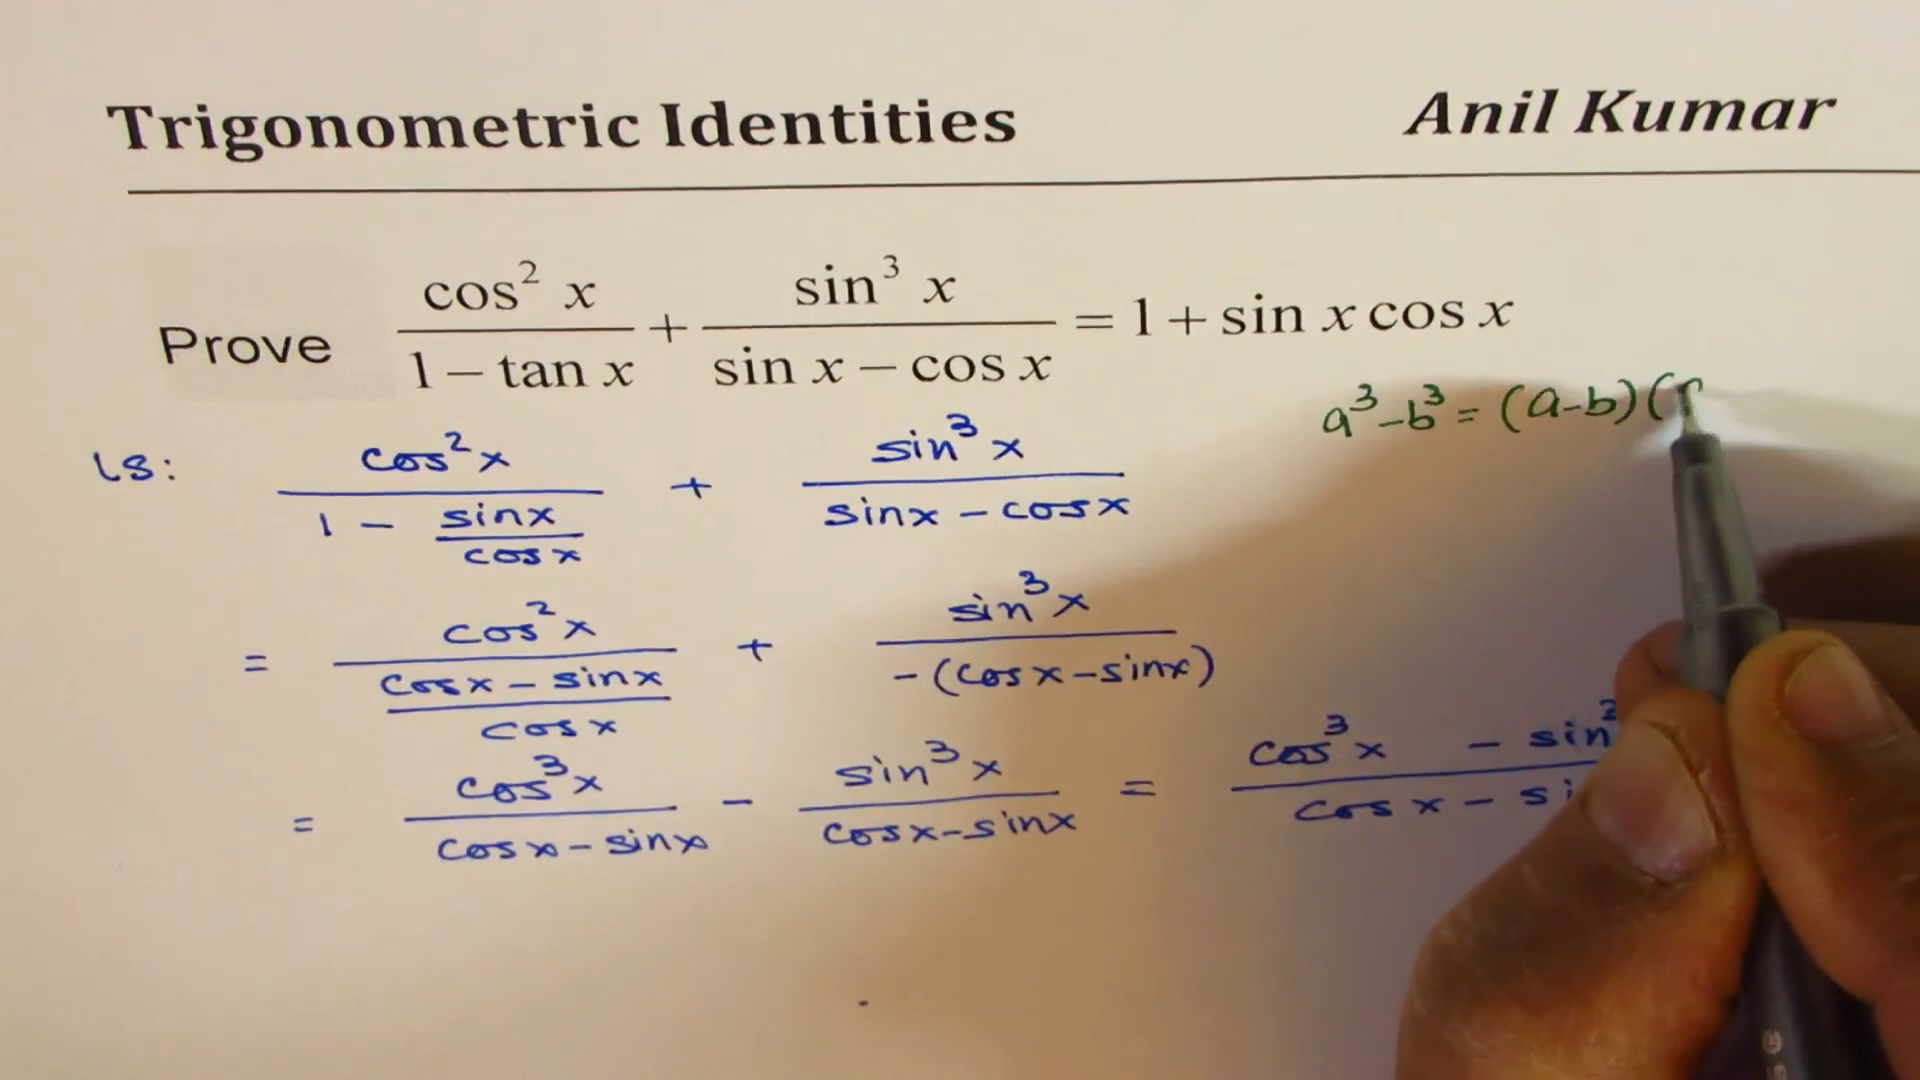 Trigonometric Identities Anil Kumar
Prove cos² x / (1 − tan x) + sin³ x / (sin x − cos x) = 1 + sin x cos x
a³ - b³ = (a-b)(
LS: cos²x / (1 - sinx / cosx) + sin³x / (sinx - cosx)
= cos²x / ((cosx - sinx) / cosx) + sin³x / -(cosx - sinx)
= cos³x / (cosx - sinx) - sin³x / (cosx - sinx) = cos³x - sin / cosx -